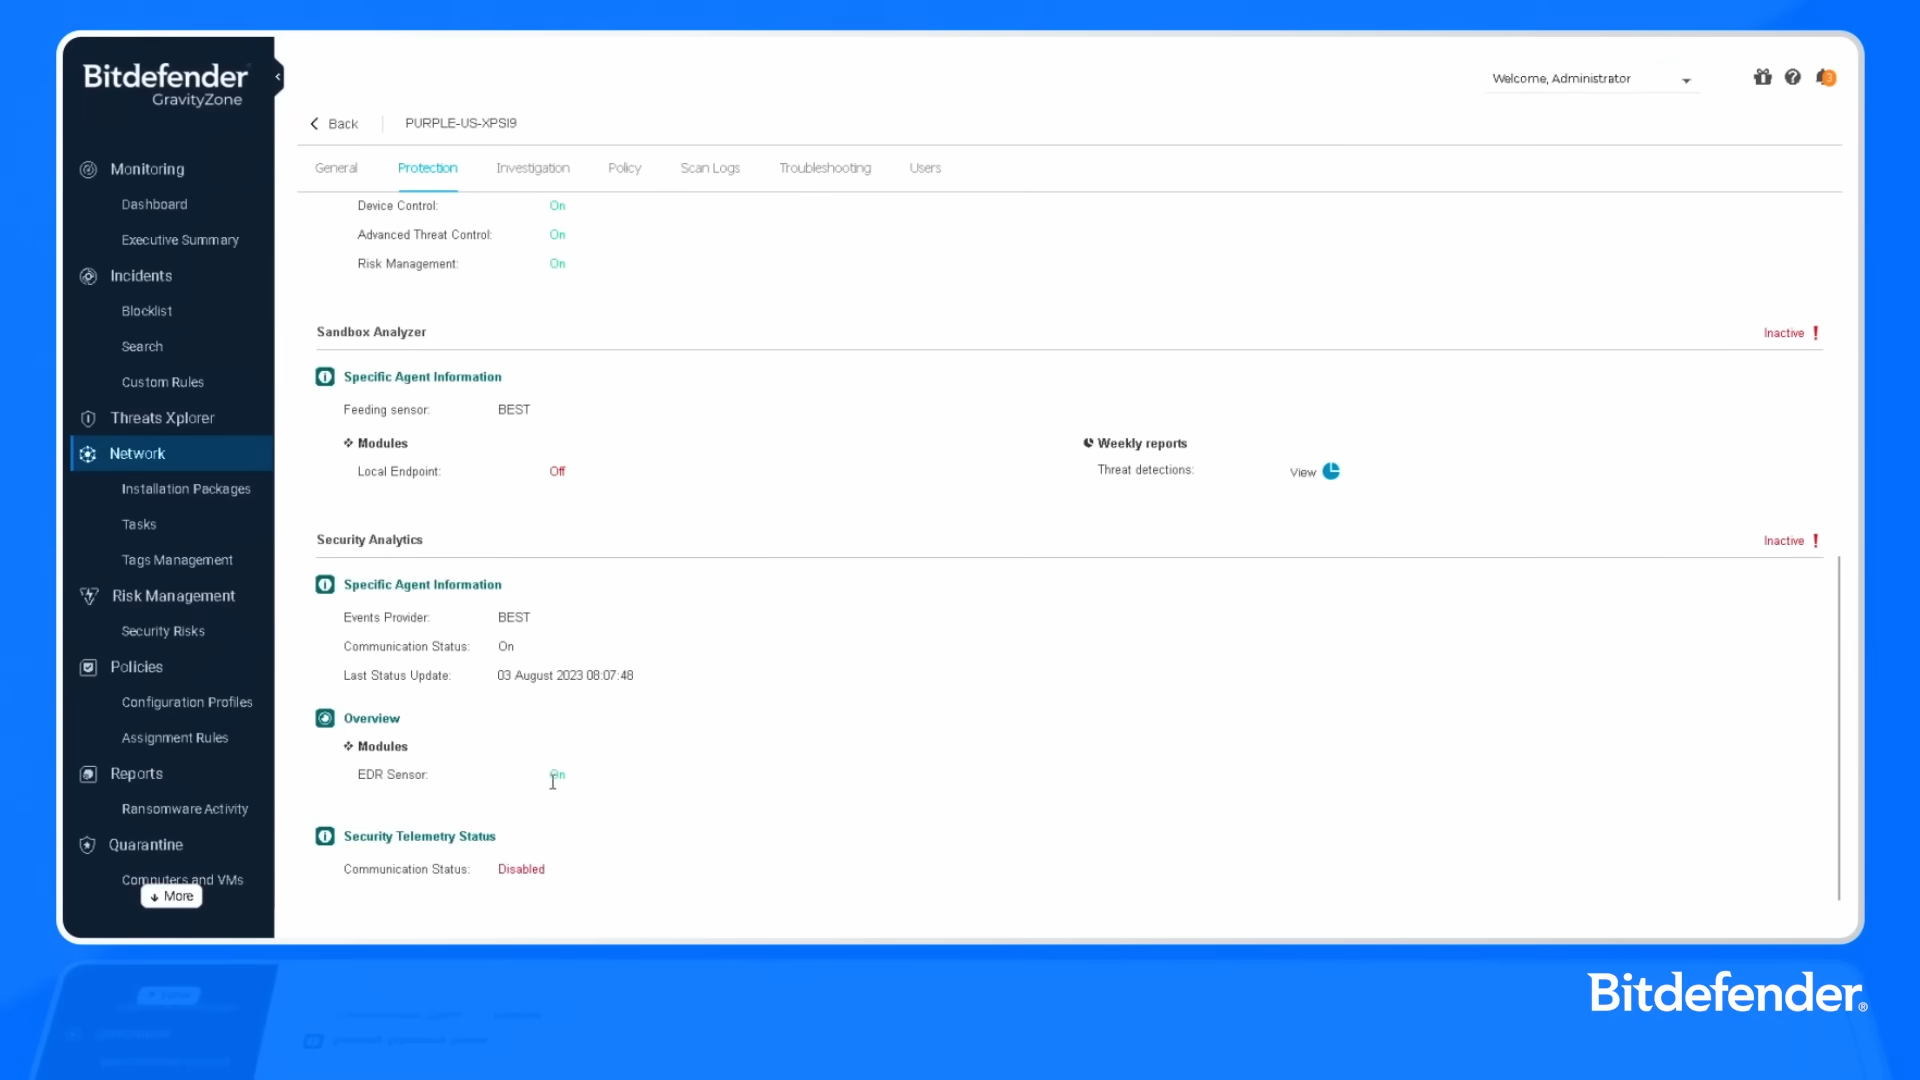 Bitdefender
GravityZone
Welcome, Administrator
3
Back
PURPLE-US-XPSI9
General
Protection
Investigation
Policy
Scan Logs
Troubleshooting
Users
Monitoring
Dashboard
Executive Summary
Incidents
Blocklist
Search
Custom Rules
Threats Xplorer
Network
Installation Packages
Tasks
Tags Management
Risk Management
Security Risks
Policies
Configuration Profiles
Assignment Rules
Reports
Ransomware Activity
Quarantine
Computers and VMs
More
Device Control: On
Advanced Threat Control: On
Risk Management: On
Sandbox Analyzer
Inactive !
Specific Agent Information
Feeding sensor: BEST
Modules
Local Endpoint: Off
Weekly reports
Threat detections: View
Security Analytics
Inactive !
Specific Agent Information
Events Provider: BEST
Communication Status: On
Last Status Update: 03 August 2023 08:07:48
Overview
Modules
EDR Sensor: On
Security Telemetry Status
Communication Status: Disabled
Bitdefender®